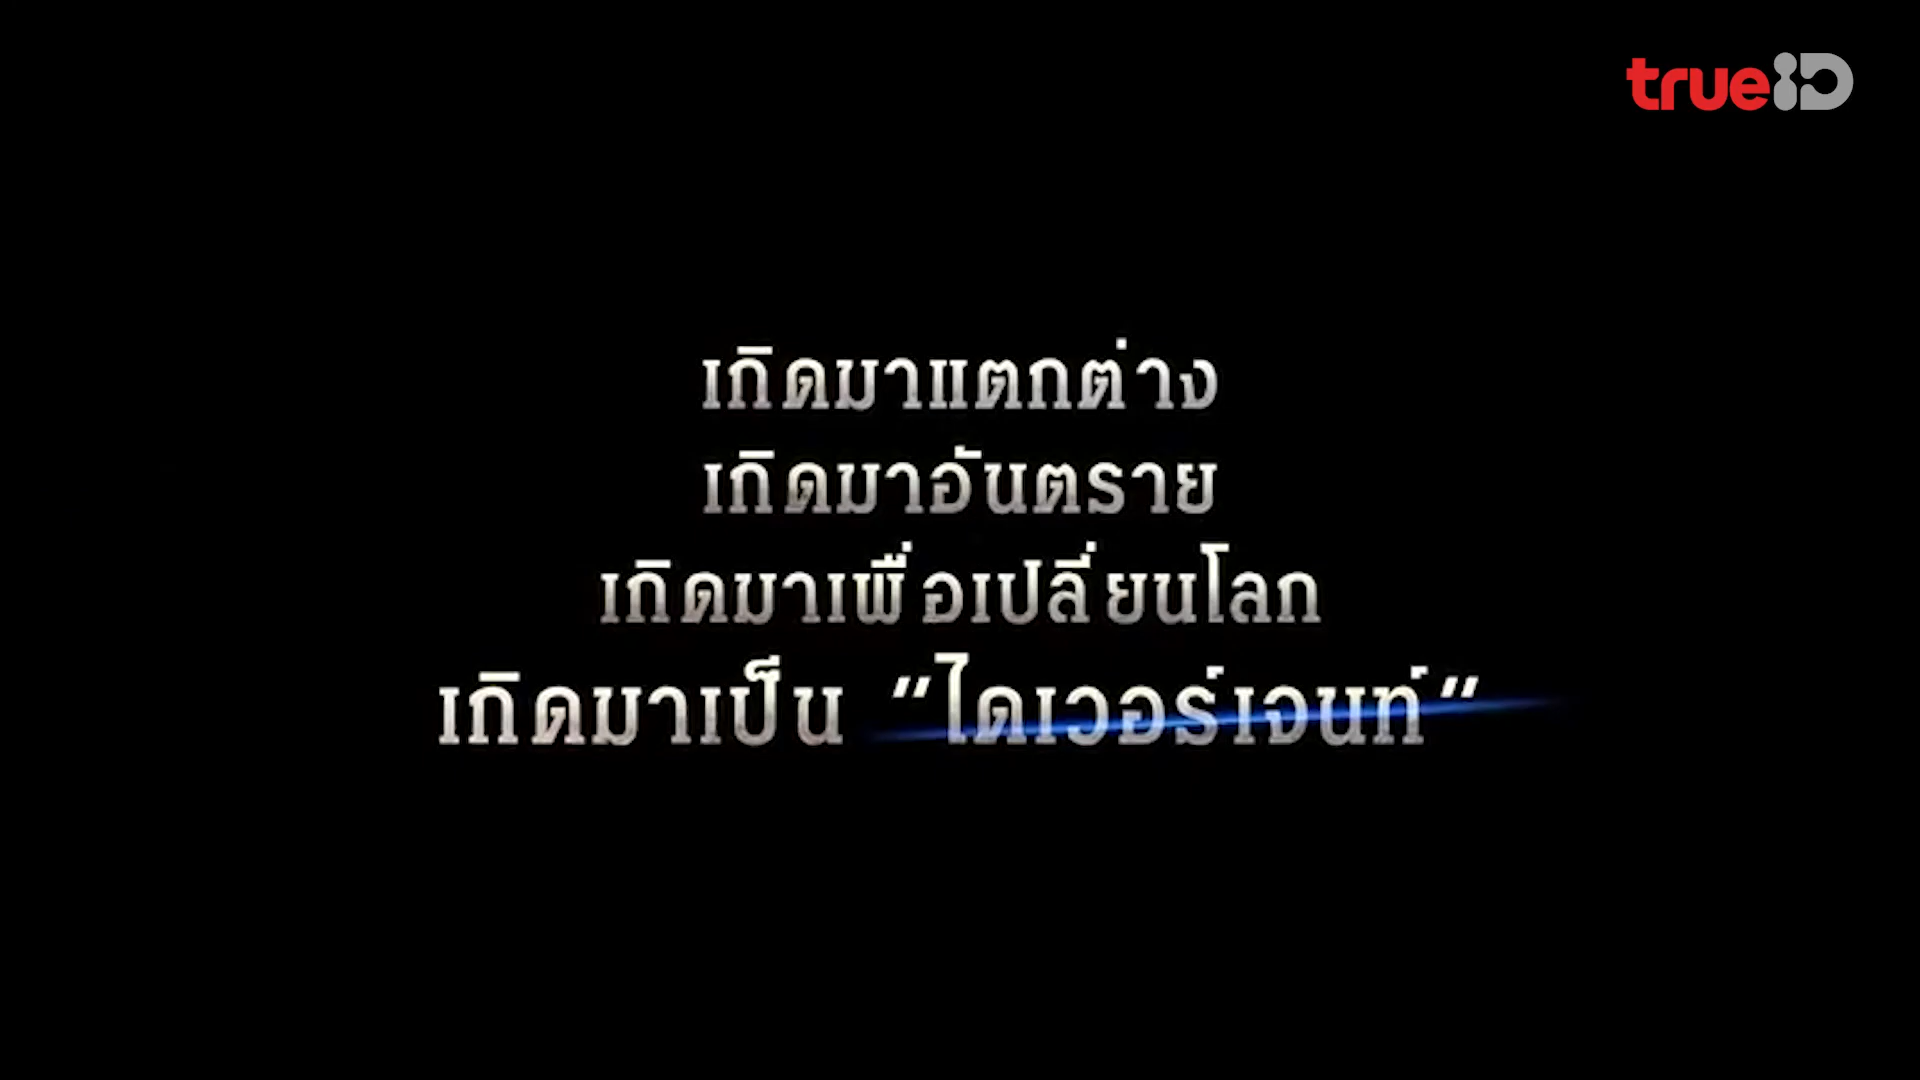 trueID
เกิดมาแตกต่าง
เกิดมาอันตราย
เกิดมาเพื่อเปลี่ยนโลก
เกิดมาเป็น "ไดเวอร์เจนท์"